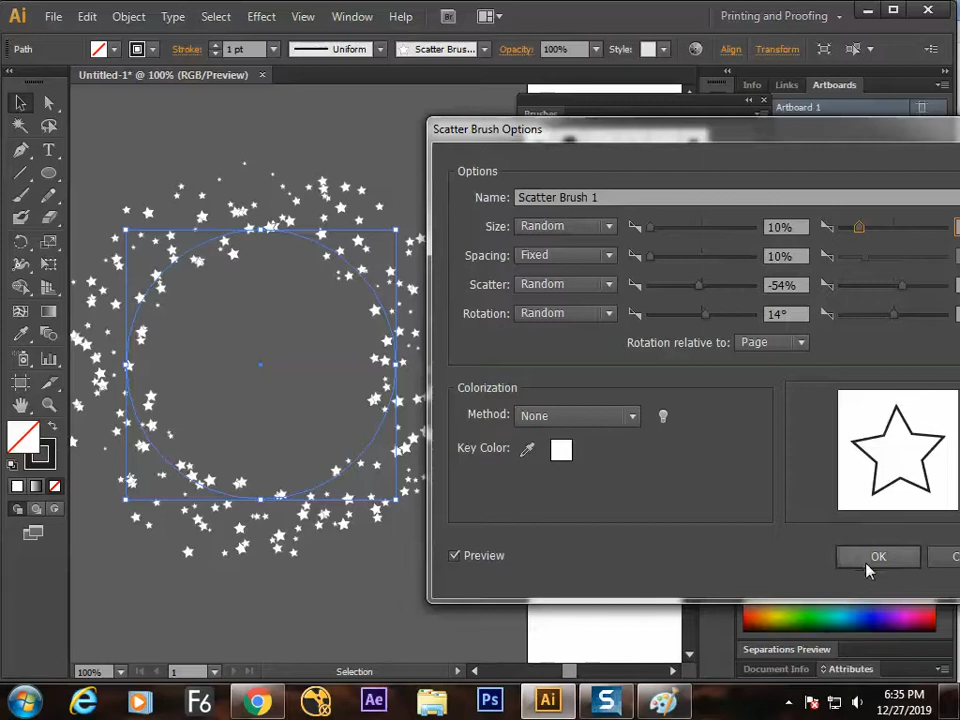 Ai File Edit Object Type Select Effect View Window Help Br Printing and Proofing
Path Stroke: 1 pt Uniform Scatter Brus... Opacity: 100% Style: Align Transform
Untitled-1* @ 100% (RGB/Preview) Info Links Artboards
Artboard 1
Brushes
Scatter Brush Options
Options
Name: Scatter Brush 1
Size: Random 10%
Spacing: Fixed 10%
Scatter: Random -54%
Rotation: Random 14°
Rotation relative to: Page
Colorization
Method: None
Key Color:
Preview OK C
T
Separations Preview
Document Info Attributes
100% 1 Selection
F6 Ae Ps Ai S
6:35 PM
12/27/2019